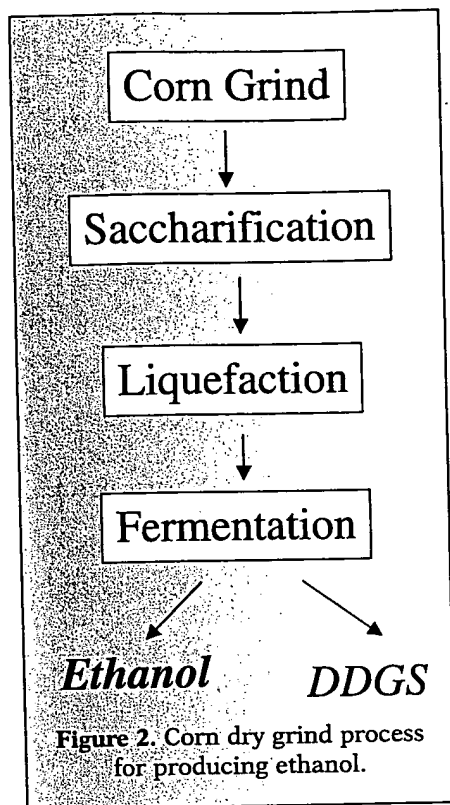 Corn Grind
Saccharification
Liquefaction
Fermentation
Ethanol DDGS
Figure 2. Corn dry grind process
for producing ethanol.